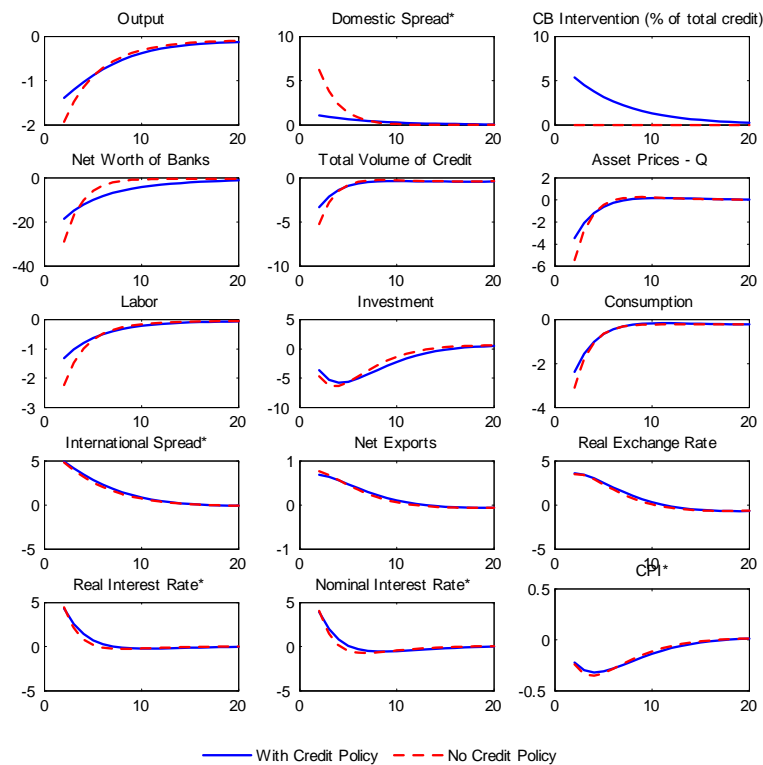 Output Domestic Spread* CB Intervention (% of total credit)
0 10 10
-1 5 5
-2 0 0
0 10 20 0 10 20 0 10 20
Net Worth of Banks Total Volume of Credit Asset Prices - Q
0 0 2
-20 -5 0
-2
-4
-40 -10 -6
0 10 20 0 10 20 0 10 20
Labor Investment Consumption
0 5 0
-1 0 -2
-2 -5
-3 -10 -4
0 10 20 0 10 20 0 10 20
International Spread* Net Exports Real Exchange Rate
5 1 5
0 0 0
-5 -1 -5
0 10 20 0 10 20 0 10 20
Real Interest Rate* Nominal Interest Rate* CPI*
5 5 0.5
0 0 0
-5 -5 -0.5
0 10 20 0 10 20 0 10 20
With Credit Policy No Credit Policy